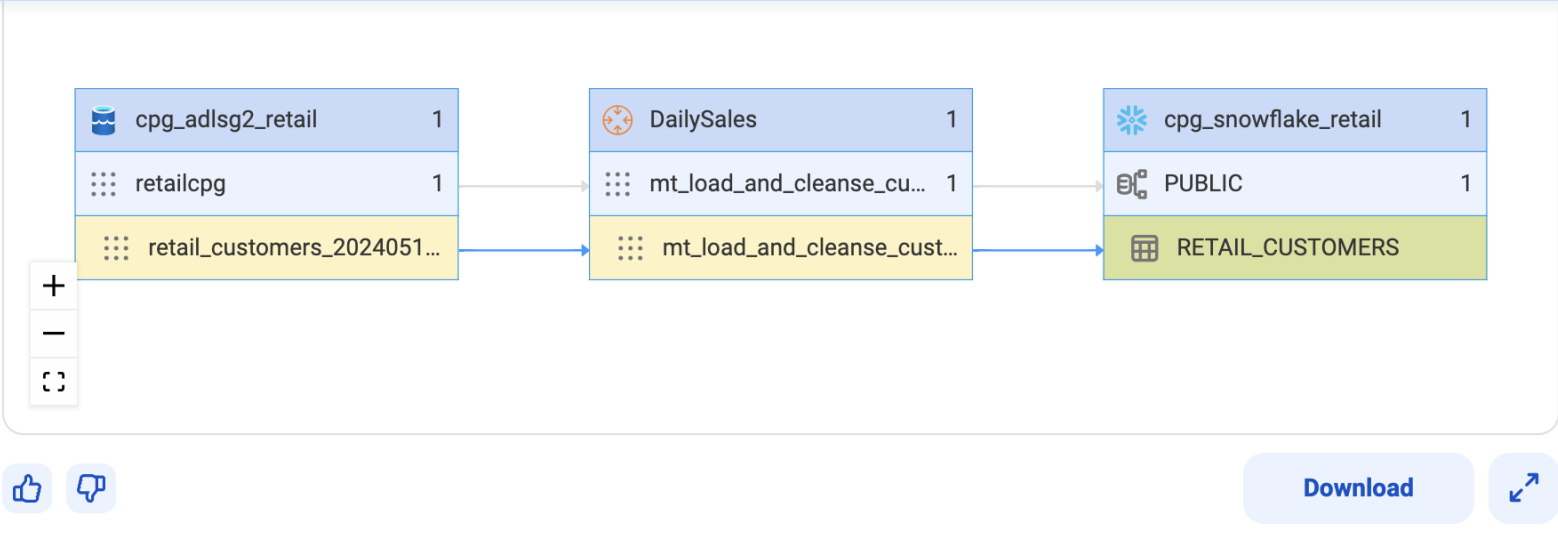 cpg_adlsg2_retail 1
retailcpg 1
retail_customers_2024051...
DailySales 1
mt_load_and_cleanse_cu... 1
mt_load_and_cleanse_cust...
cpg_snowflake_retail 1
PUBLIC 1
RETAIL_CUSTOMERS
Download